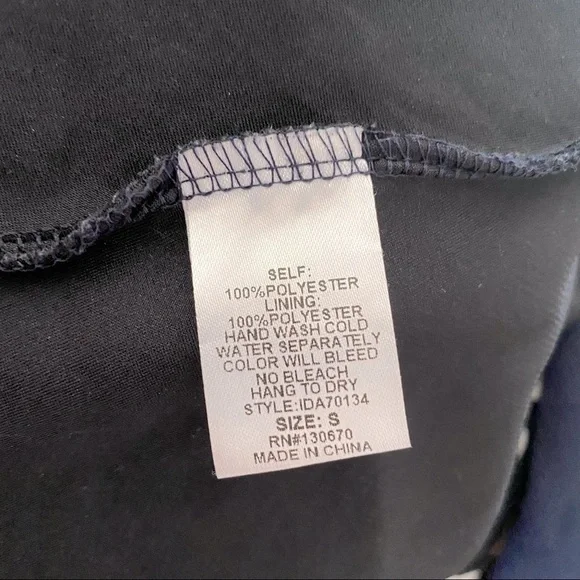 SELF:
100%POLYESTER
LINING:
100%POLYESTER
HAND WASH COLD
WATER SEPARATELY
COLOR WILL BLEED
NO BLEACH
HANG TO DRY
STYLE:IDA70134
SIZE: S
RN#130670
MADE IN CHINA